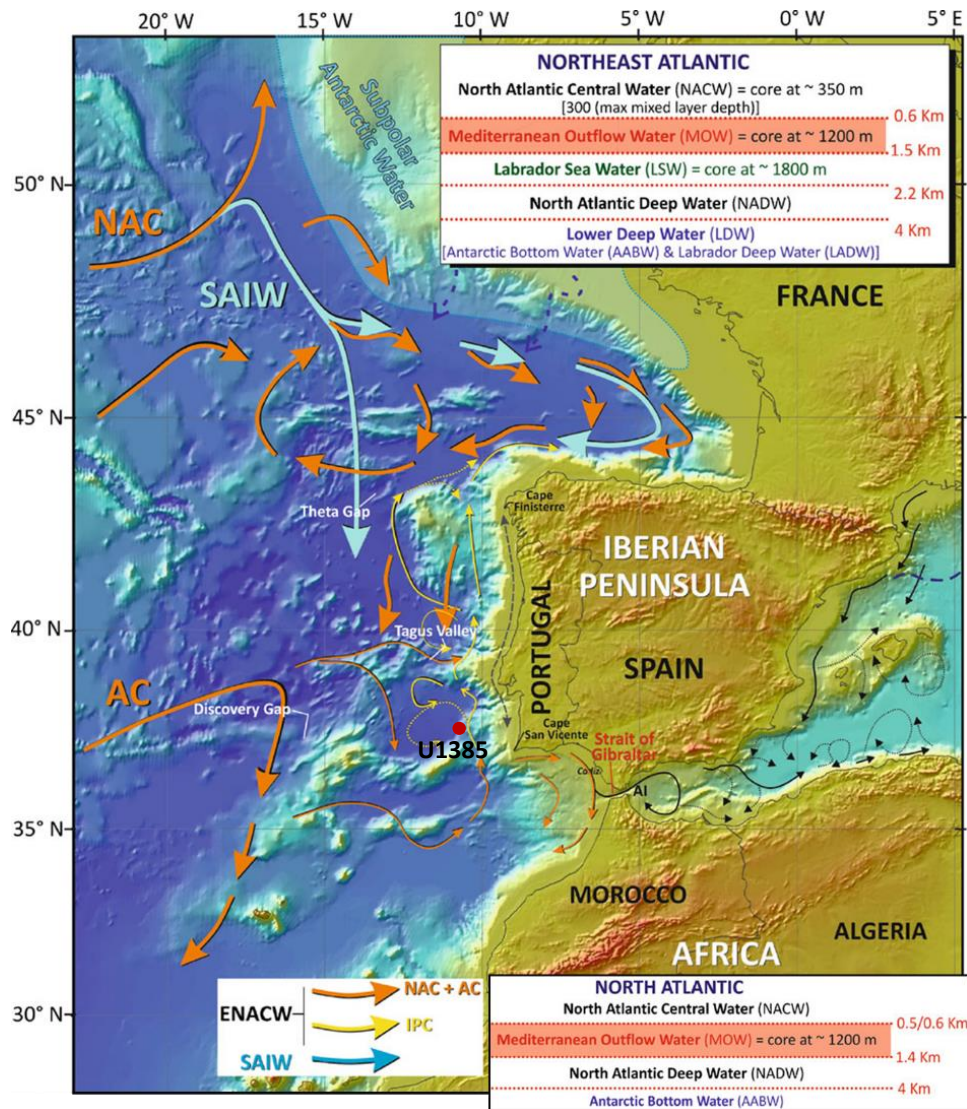 20° W
15° W
10° W
5° W
0° W
5° E
NORTHEAST ATLANTIC
North Atlantic Central Water (NACW) = core at ~ 350 m
[300 (max mixed layer depth)]
0.6 Km
Mediterranean Outflow Water (MOW) = core at ~ 1200 m
1.5 Km
Labrador Sea Water (LSW) = core at ~ 1800 m
2.2 Km
North Atlantic Deep Water (NADW)
4 Km
Lower Deep Water (LDW)
[Antarctic Bottom Water (AABW) & Labrador Deep Water (LADW)]
Subpolar
Antarctic Water
50° N
NAC
SAIW
FRANCE
45° N
Theta Gap
Cape
Finisterre
IBERIAN
PENINSULA
40° N
Tagus Valley
PORTUGAL
SPAIN
AC
Discovery Gap
U1385
Cape
San Vicente
Strait of
Gibraltar
Cadiz
AI
35° N
MOROCCO
ALGERIA
AFRICA
30° N
ENACW
NAC + AC
IPC
SAIW
NORTH ATLANTIC
North Atlantic Central Water (NACW)
0.5/0.6 Km
Mediterranean Outflow Water (MOW) = core at ~ 1200 m
1.4 Km
North Atlantic Deep Water (NADW)
4 Km
Antarctic Bottom Water (AABW)